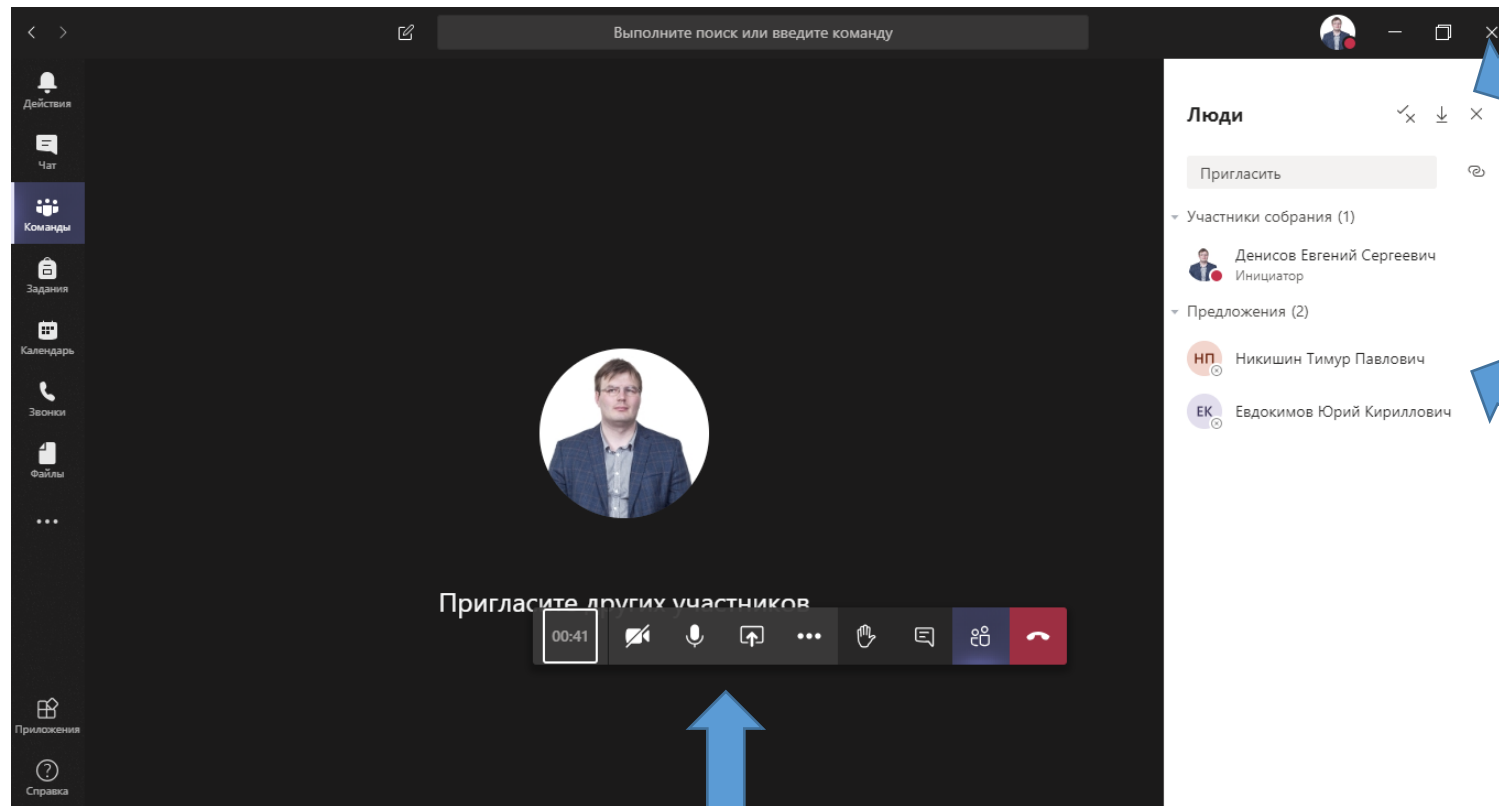 Выполните поиск или введите команду
Действия
Чат
Команды
Задания
Календарь
Звонки
Файлы
Приложения
Справка
Пригласите других участников
00:41
Люди
Пригласить
Участники собрания (1)
Денисов Евгений Сергеевич
Инициатор
Предложения (2)
НП
Никишин Тимур Павлович
ЕК
Евдокимов Юрий Кириллович